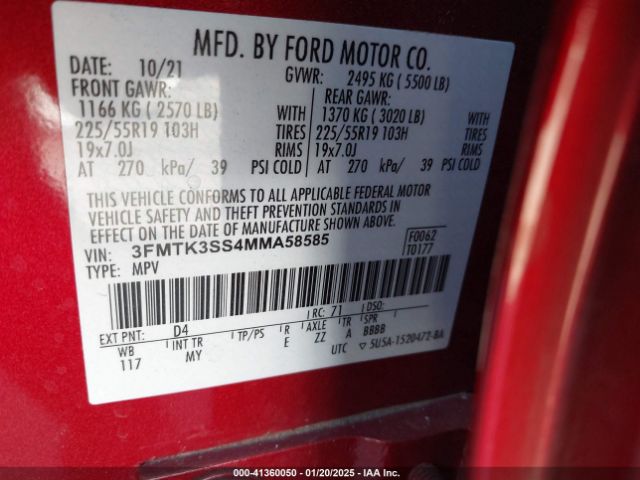 MFD. BY FORD MOTOR CO.
DATE: 10/21 GVWR: 2495 KG ( 5500 LB)
FRONT GAWR: REAR GAWR:
1166 KG ( 2570 LB) WITH 1370 KG ( 3020 LB) WITH
225/55R19 103H TIRES 225/55R19 103H TIRES
19x7.0J RIMS 19x7.0J RIMS
AT 270 kPa/ 39 PSI COLD AT 270 kPa/ 39 PSI COLD
THIS VEHICLE CONFORMS TO ALL APPLICABLE FEDERAL MOTOR
VEHICLE SAFETY AND THEFT PREVENTION STANDARDS IN
EFFECT ON THE DATE OF MANUFACTURE SHOWN ABOVE.
VIN: 3FMTK3SS4MMA58585 F0062
TYPE: MPV T0177
RC: 71 DSO:
EXT PNT: D4
WB INT TR TP/PS R AXLE TR SPR
117 MY E ZZ A BBBB
UTC 5U5A-1520472-BA
000-41360050 - 01/20/2025 - IAA Inc.